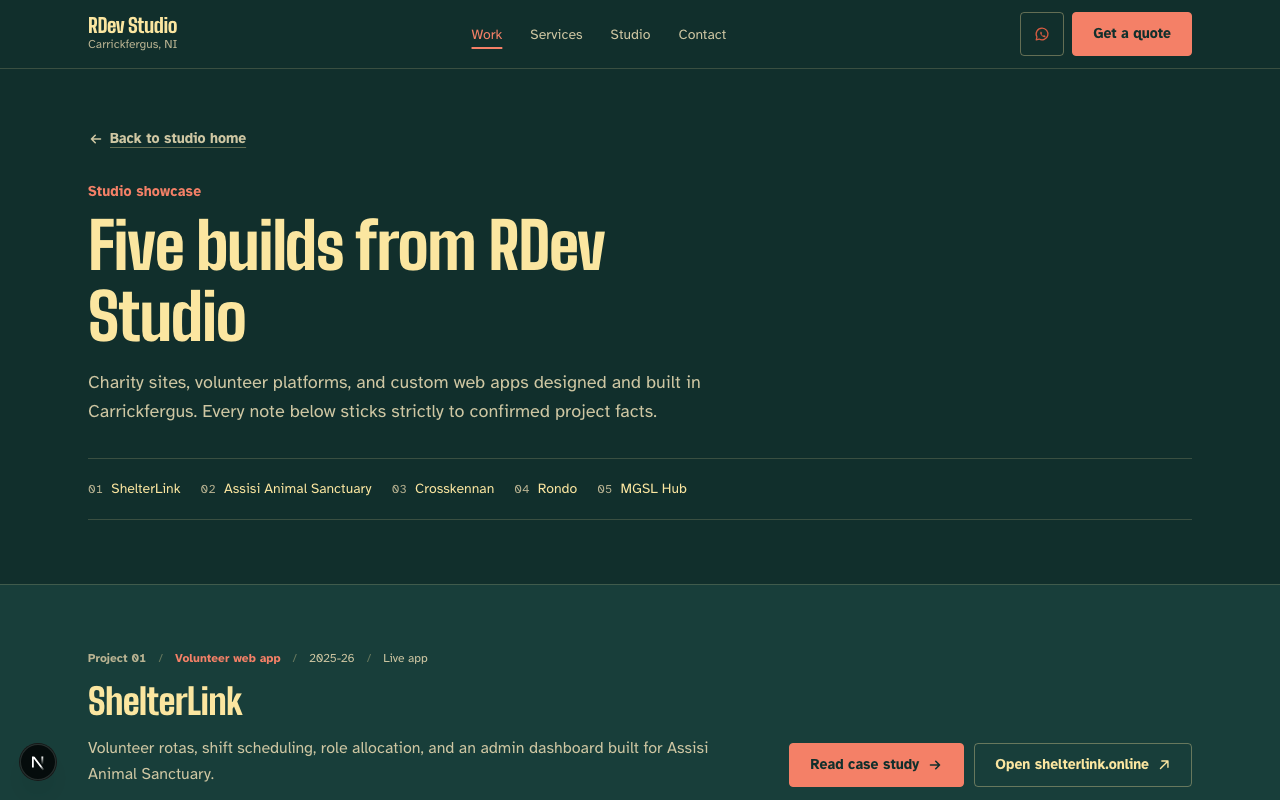 RDev Studio
Carrickfergus, NI
Work
Services
Studio
Contact
Get a quote
← Back to studio home
Studio showcase
Five builds from RDev
Studio
Charity sites, volunteer platforms, and custom web apps designed and built in
Carrickfergus. Every note below sticks strictly to confirmed project facts.
01 ShelterLink 02 Assisi Animal Sanctuary 03 Crosskennan 04 Rondo 05 MGSL Hub
Project 01 / Volunteer web app / 2025-26 / Live app
ShelterLink
Volunteer rotas, shift scheduling, role allocation, and an admin dashboard built for Assisi
Animal Sanctuary.
Read case study →
Open shelterlink.online ↗
N